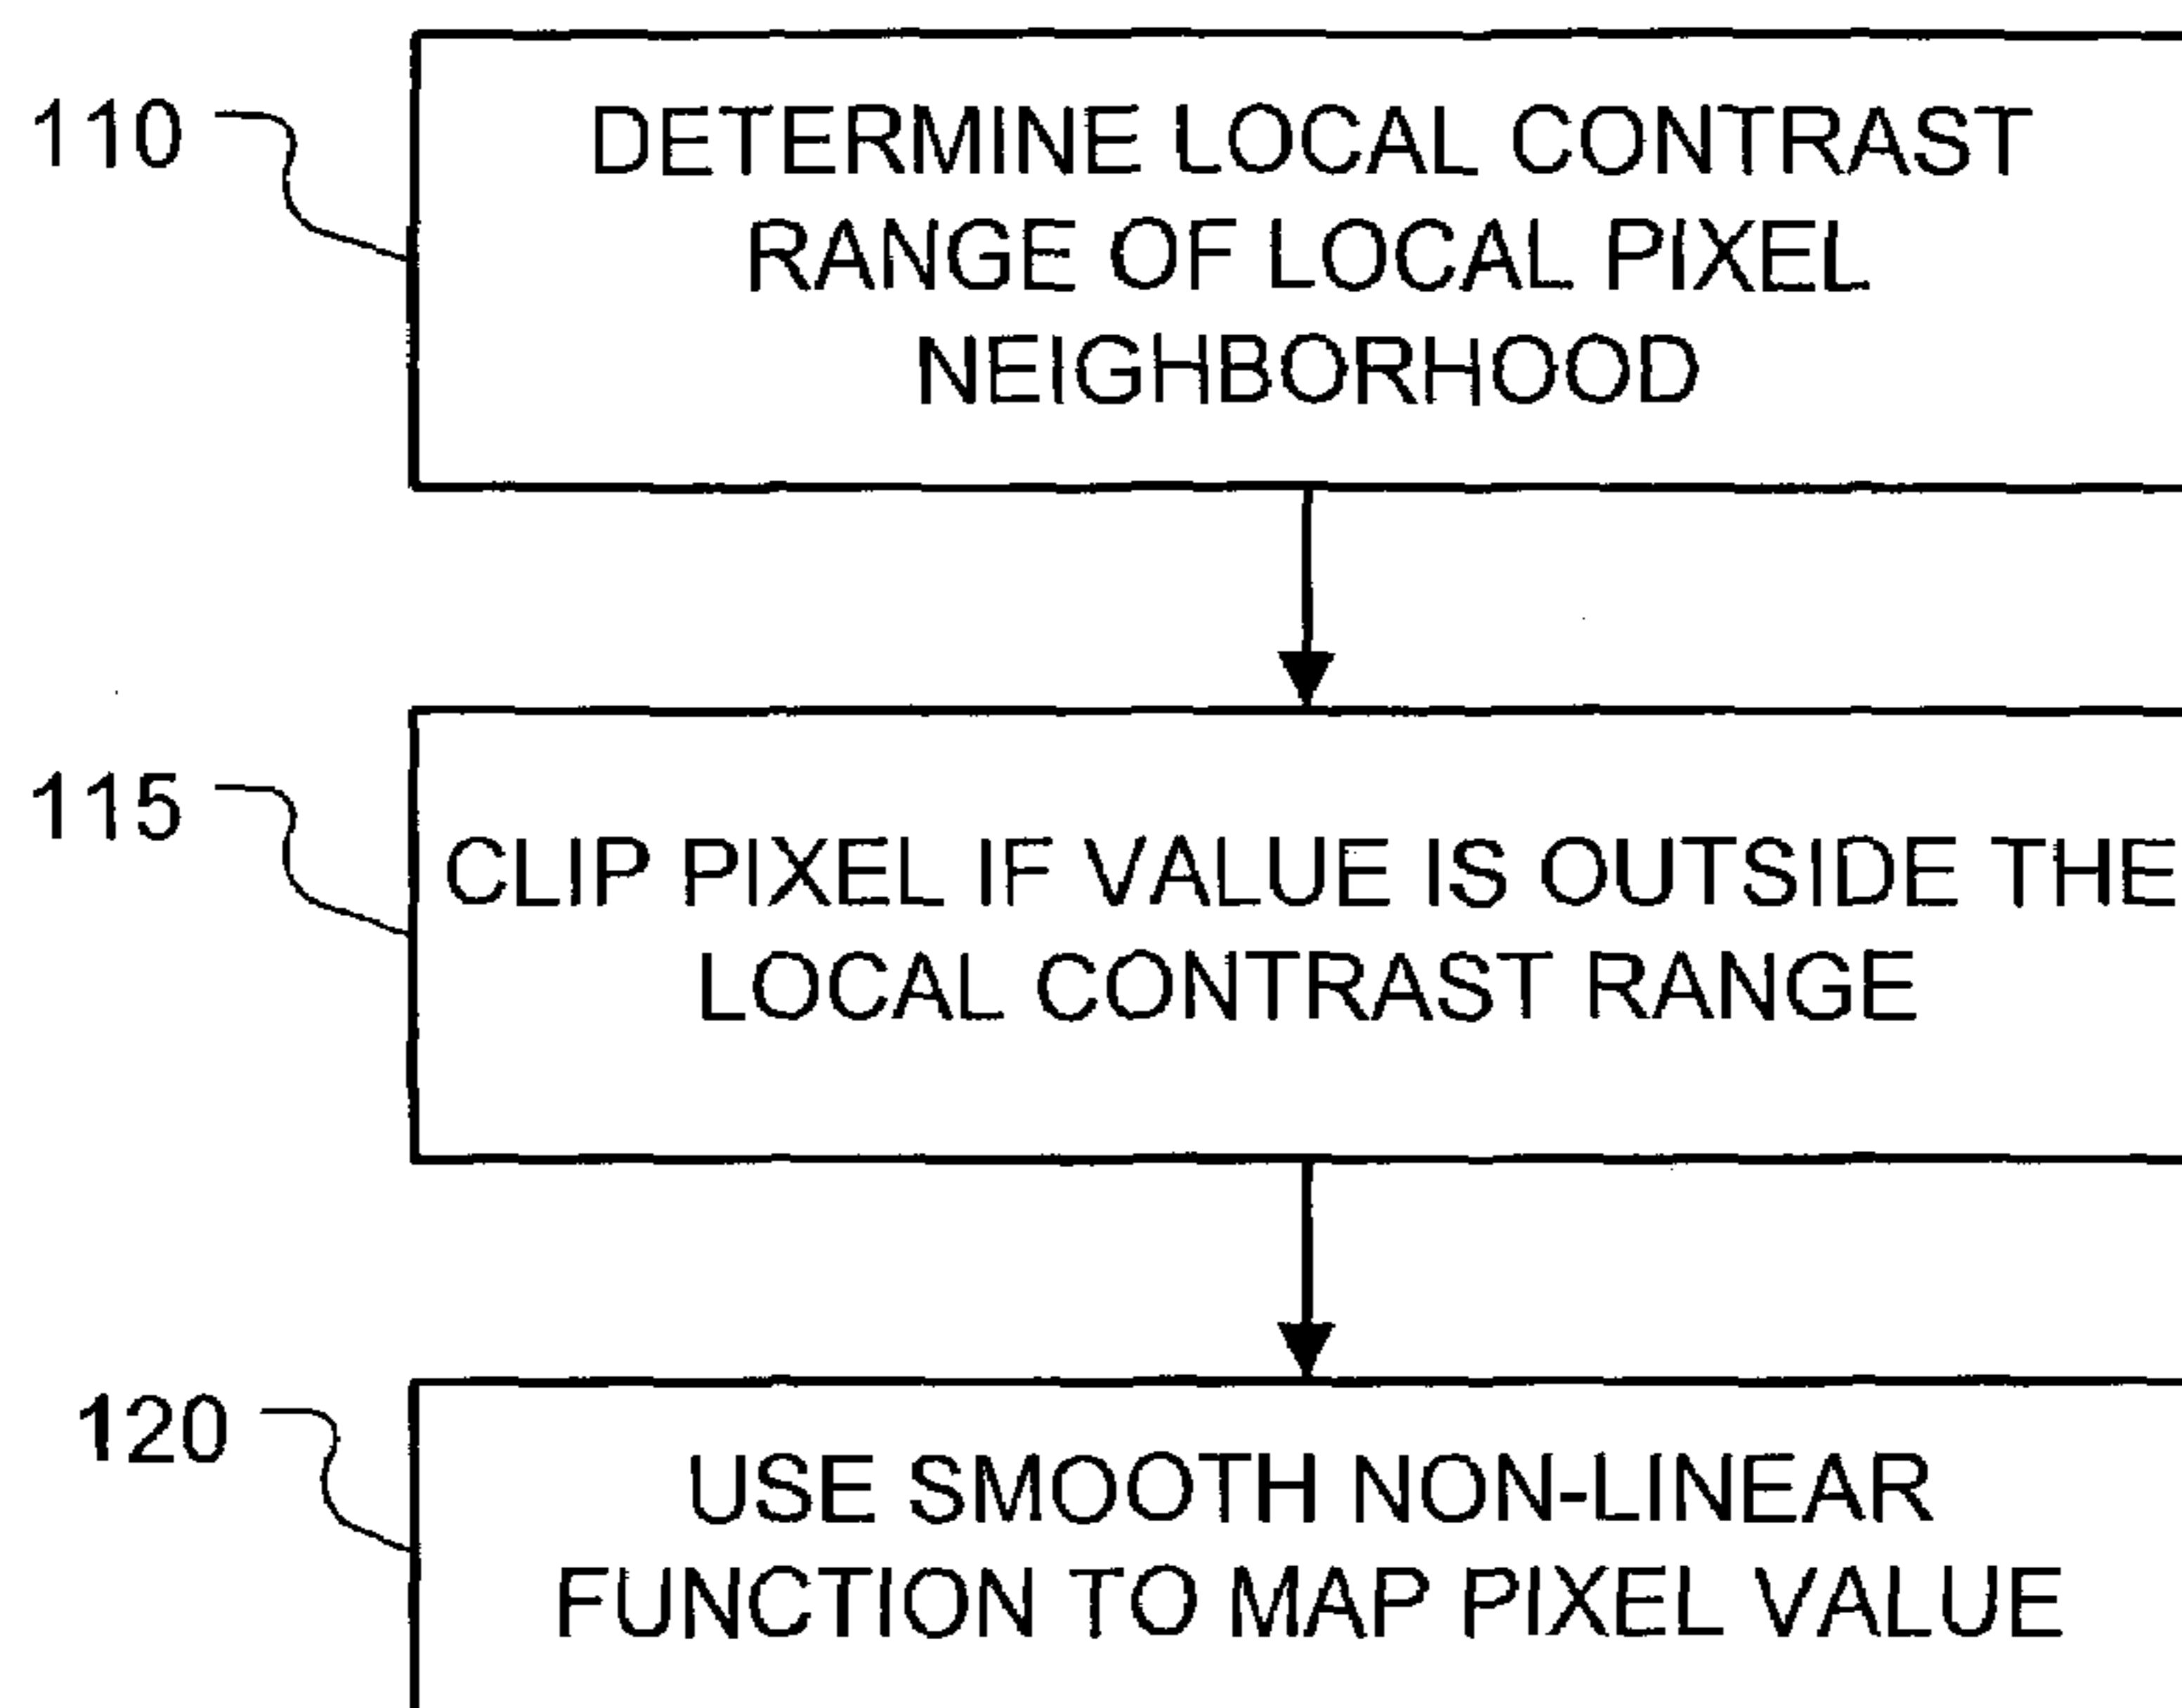 110
DETERMINE LOCAL CONTRAST
RANGE OF LOCAL PIXEL
NEIGHBORHOOD
115
CLIP PIXEL IF VALUE IS OUTSIDE THE
LOCAL CONTRAST RANGE
120
USE SMOOTH NON-LINEAR
FUNCTION TO MAP PIXEL VALUE